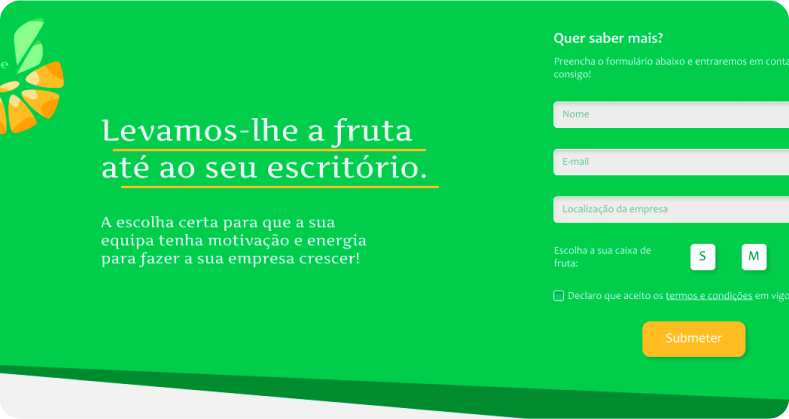 e
Levamos-lhe a fruta
até ao seu escritório.
A escolha certa para que a sua
equipa tenha motivação e energia
para fazer a sua empresa crescer!
Quer saber mais?
Preencha o formulário abaixo e entraremos em conta
consigo!
Nome
E-mail
Localização da empresa
Escolha a sua caixa de
fruta:
S M
Declaro que aceito os termos e condições em vigo
Submeter